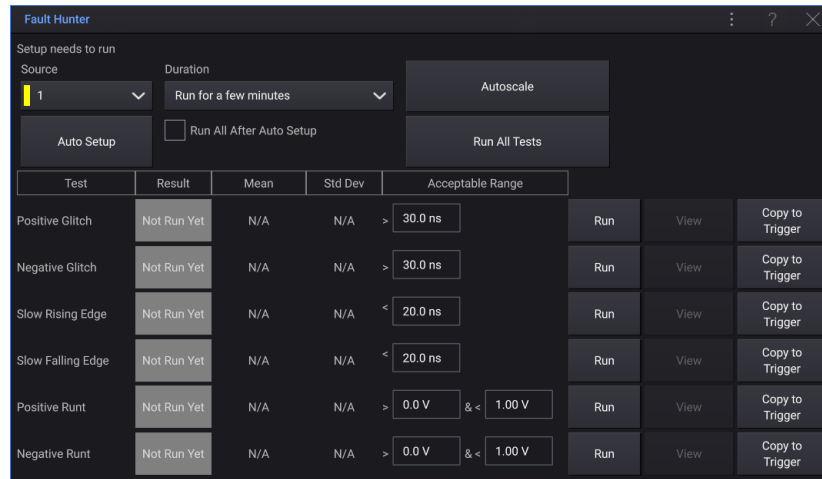 Fault Hunter ?
Setup needs to run
Source Duration
1 Run for a few minutes Autoscale
Auto Setup Run All After Auto Setup Run All Tests
Test Result Mean Std Dev Acceptable Range
Positive Glitch Not Run Yet N/A N/A > 30.0 ns Run View Copy to Trigger
Negative Glitch Not Run Yet N/A N/A > 30.0 ns Run View Copy to Trigger
Slow Rising Edge Not Run Yet N/A N/A < 20.0 ns Run View Copy to Trigger
Slow Falling Edge Not Run Yet N/A N/A < 20.0 ns Run View Copy to Trigger
Positive Runt Not Run Yet N/A N/A > 0.0 V & < 1.00 V Run View Copy to Trigger
Negative Runt Not Run Yet N/A N/A > 0.0 V & < 1.00 V Run View Copy to Trigger